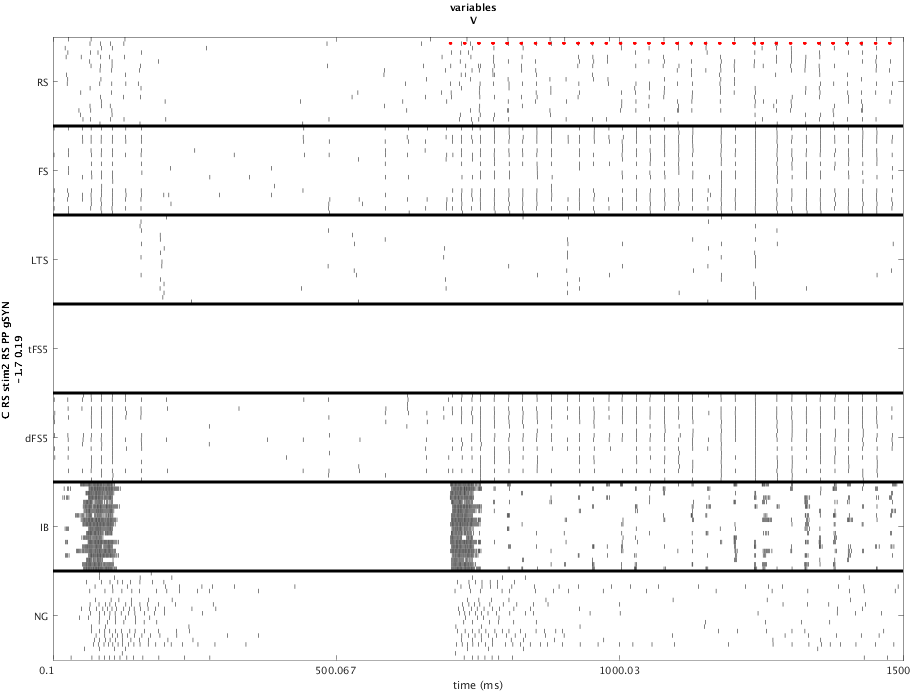 variables
V
C RS stim2 RS PP gSYN
-1.7 0.19
RS
FS
LTS
tFS5
dFS5
IB
NG
0.1
500.067
1000.03
1500
time (ms)